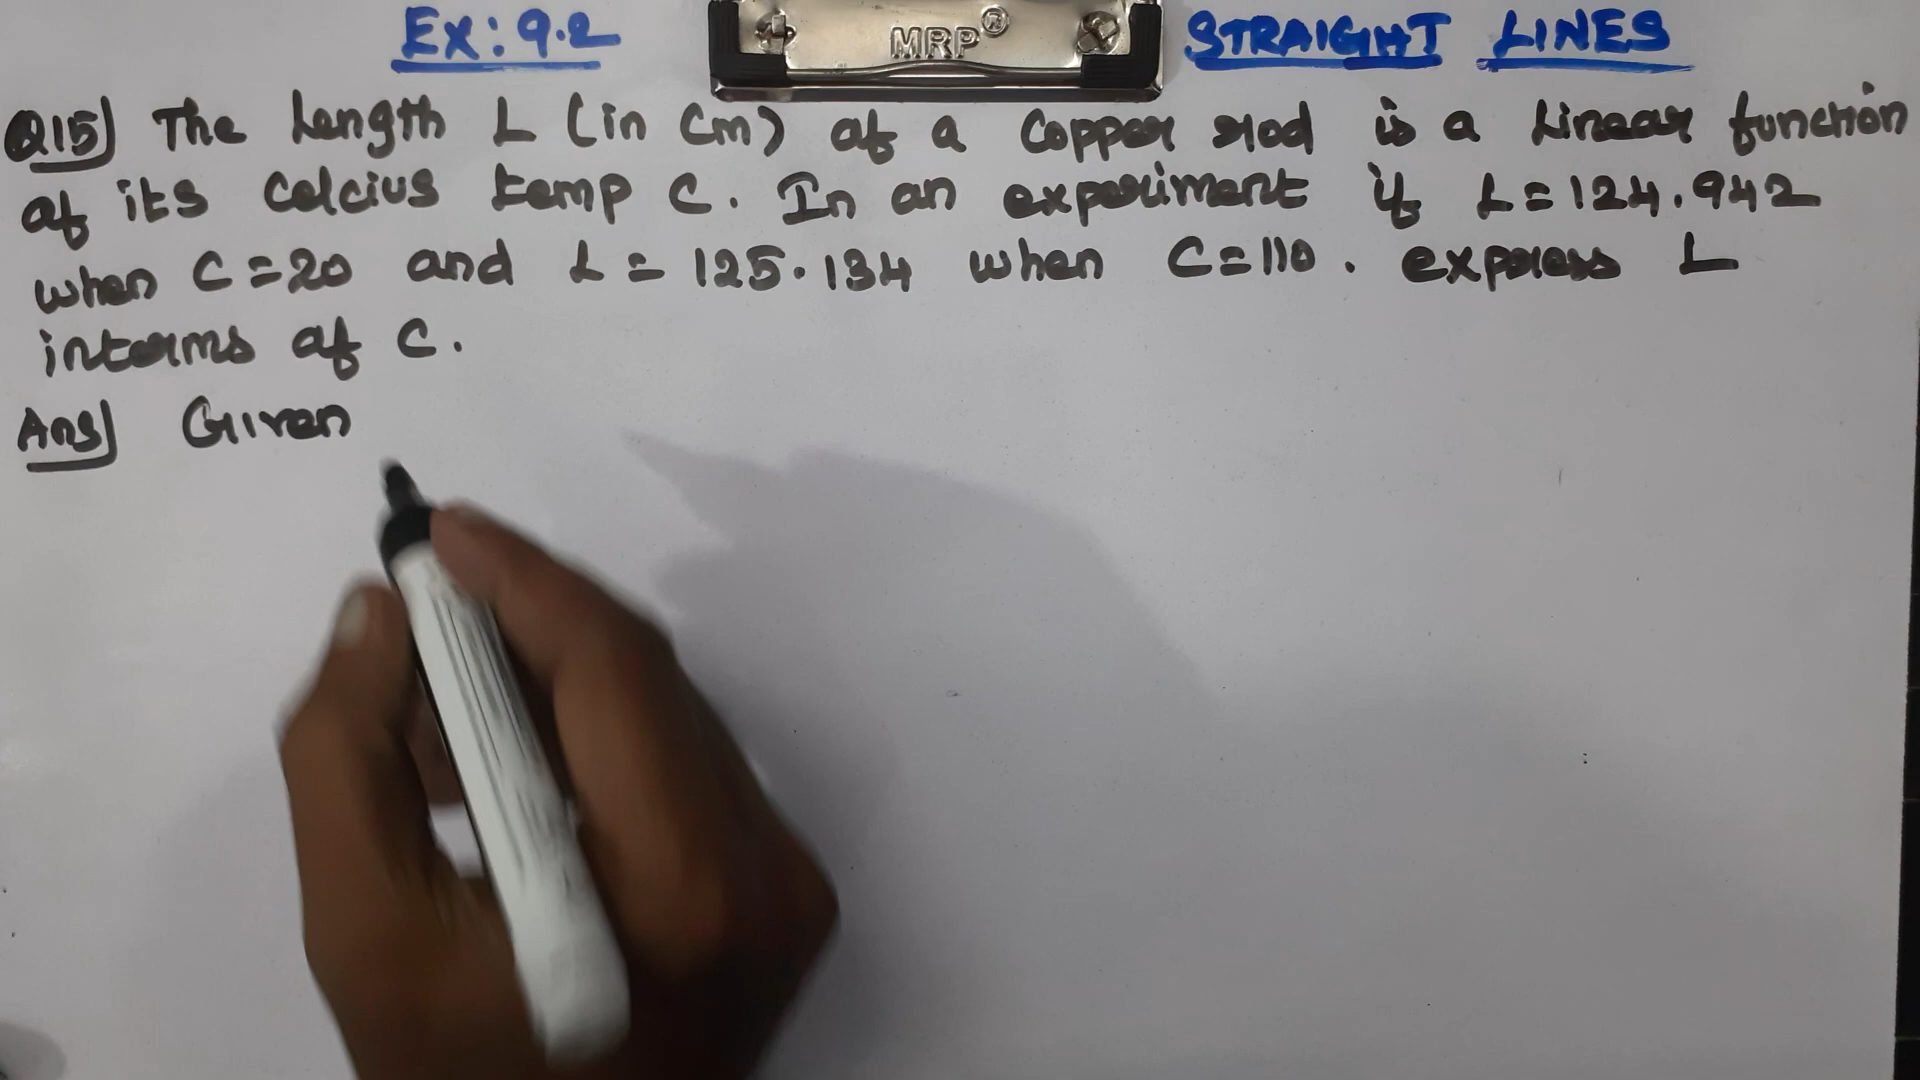 EX: 9.2
MRP®
STRAIGHT LINES
Q15) The Length L (in Cm) of a Copper rod is a Linear function
of its Celcius temp C. In an experiment if L=124.942
when C=20 and L= 125.134 when C=110. express L
interms of C.
Ans) Given